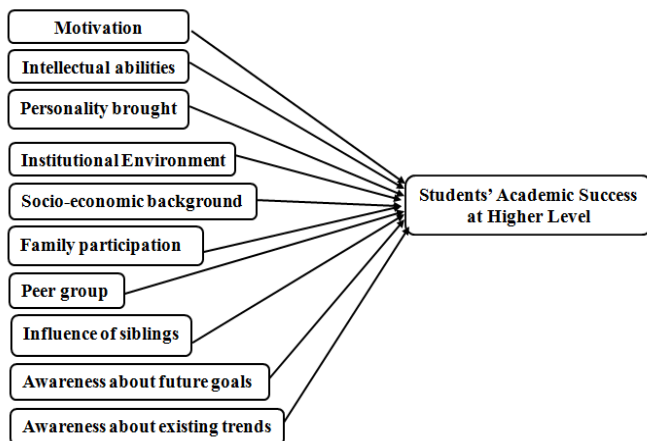 Motivation
Intellectual abilities
Personality brought
Institutional Environment
Socio-economic background
Family participation
Peer group
Influence of siblings
Awareness about future goals
Awareness about existing trends
Students’ Academic Success
at Higher Level